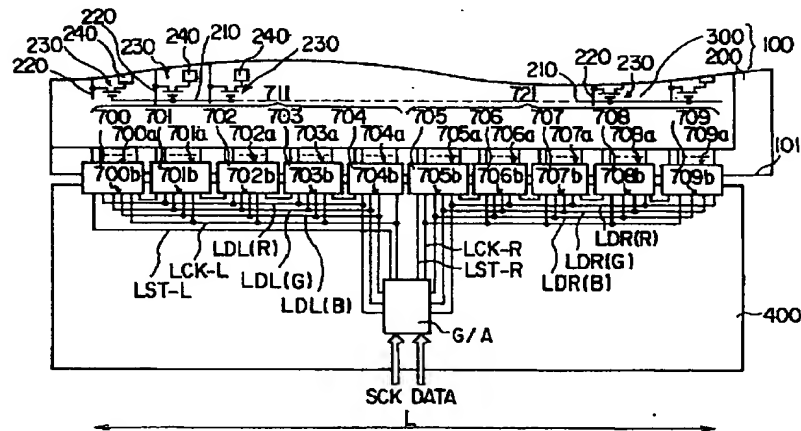 220
240
240
240
230
230
210
230
220
300
200
100
220
210
220
230
711
721
700
701
702
703
704
705
706
707
708
709
700a
701a
702a
703a
704a
705a
706a
707a
708a
709a
101
700b
701b
702b
703b
704b
705b
706b
707b
708b
709b
LDL(R)
LCK-R
LDR(R)
LCK-L
LDL(G)
LST-R
LDR(G)
LST-L
LDL(B)
LDR(B)
G/A
400
SCK DATA
L